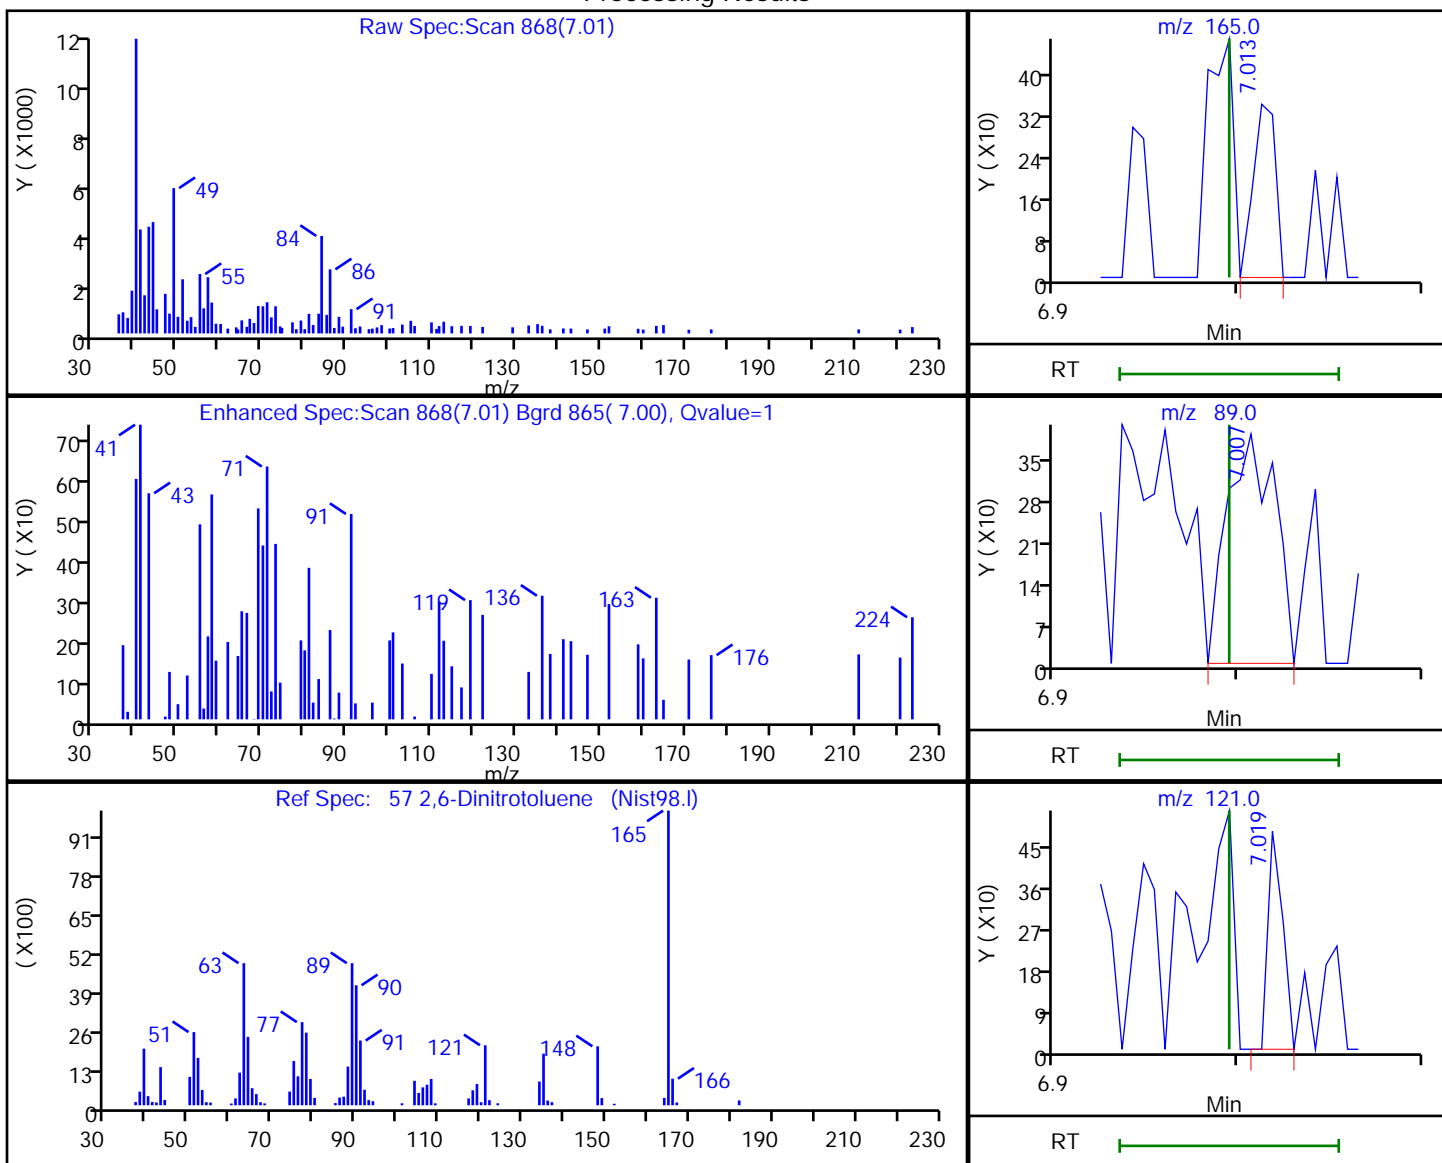 Processing Results
Raw Spec:Scan 868(7.01)
Y ( X1000)
12
10
8
6
4
2
0
49
84
55
86
91
30 50 70 90 110 130 150 170 190 210 230
m/z
m/z 165.0
Y ( X10)
40
32
24
16
8
0
7.013
6.9
Min
RT
Enhanced Spec:Scan 868(7.01) Bgrd 865( 7.00), Qvalue=1
Y ( X10)
70
60
50
40
30
20
10
0
41
43
71
91
119
136
163
176
224
30 50 70 90 110 130 150 170 190 210 230
m/z
m/z 89.0
Y ( X10)
35
28
21
14
7
0
7.007
6.9
Min
RT
Ref Spec: 57 2,6-Dinitrotoluene (Nist98.l)
( X100)
91
78
65
52
39
26
13
0
51
63
77
89
90
91
121
148
165
166
30 50 70 90 110 130 150 170 190 210 230
m/z 121.0
Y ( X10)
45
36
27
18
9
0
7.019
6.9
Min
RT